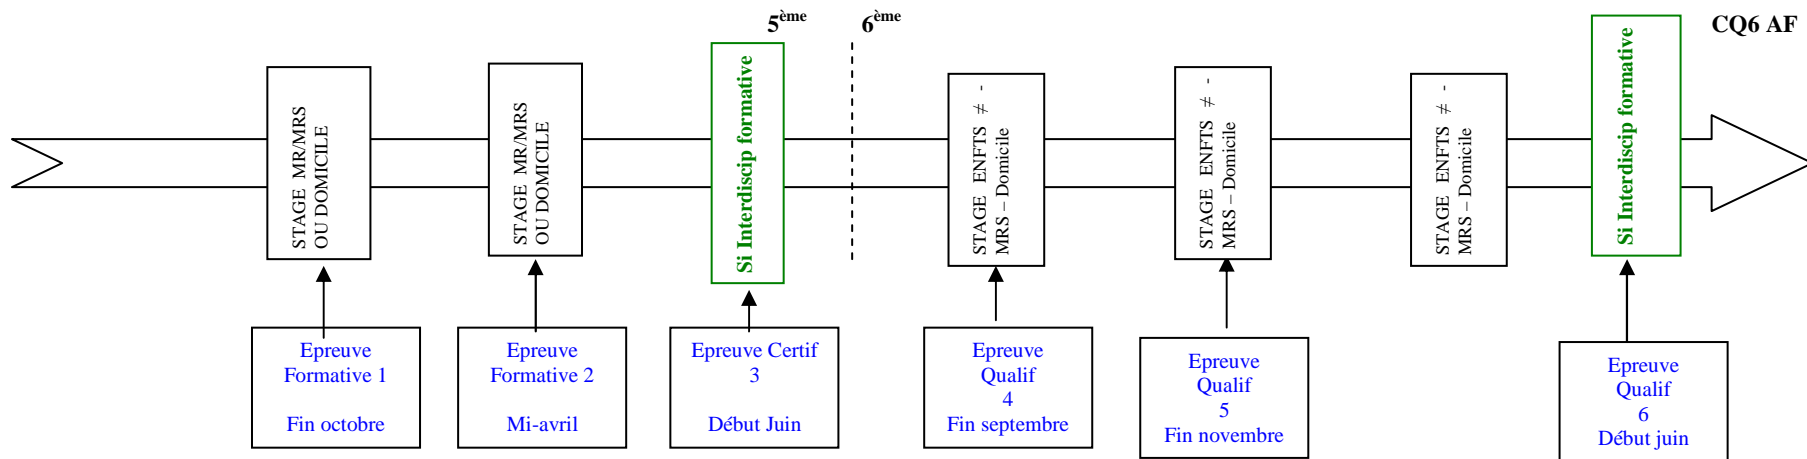 5ème
6ème
CQ6 AF
STAGE MR/MRS
OU DOMICILE
STAGE MR/MRS
OU DOMICILE
Si Interdiscip formative
STAGE ENFTS ≠ -
MRS – Domicile
STAGE ENFTS ≠ -
MRS – Domicile
STAGE ENFTS ≠ -
MRS – Domicile
Si Interdiscip formative
Epreuve
Formative 1
Fin octobre
Epreuve
Formative 2
Mi-avril
Epreuve Certif
3
Début Juin
Epreuve
Qualif
4
Fin septembre
Epreuve
Qualif
5
Fin novembre
Epreuve
Qualif
6
Début juin